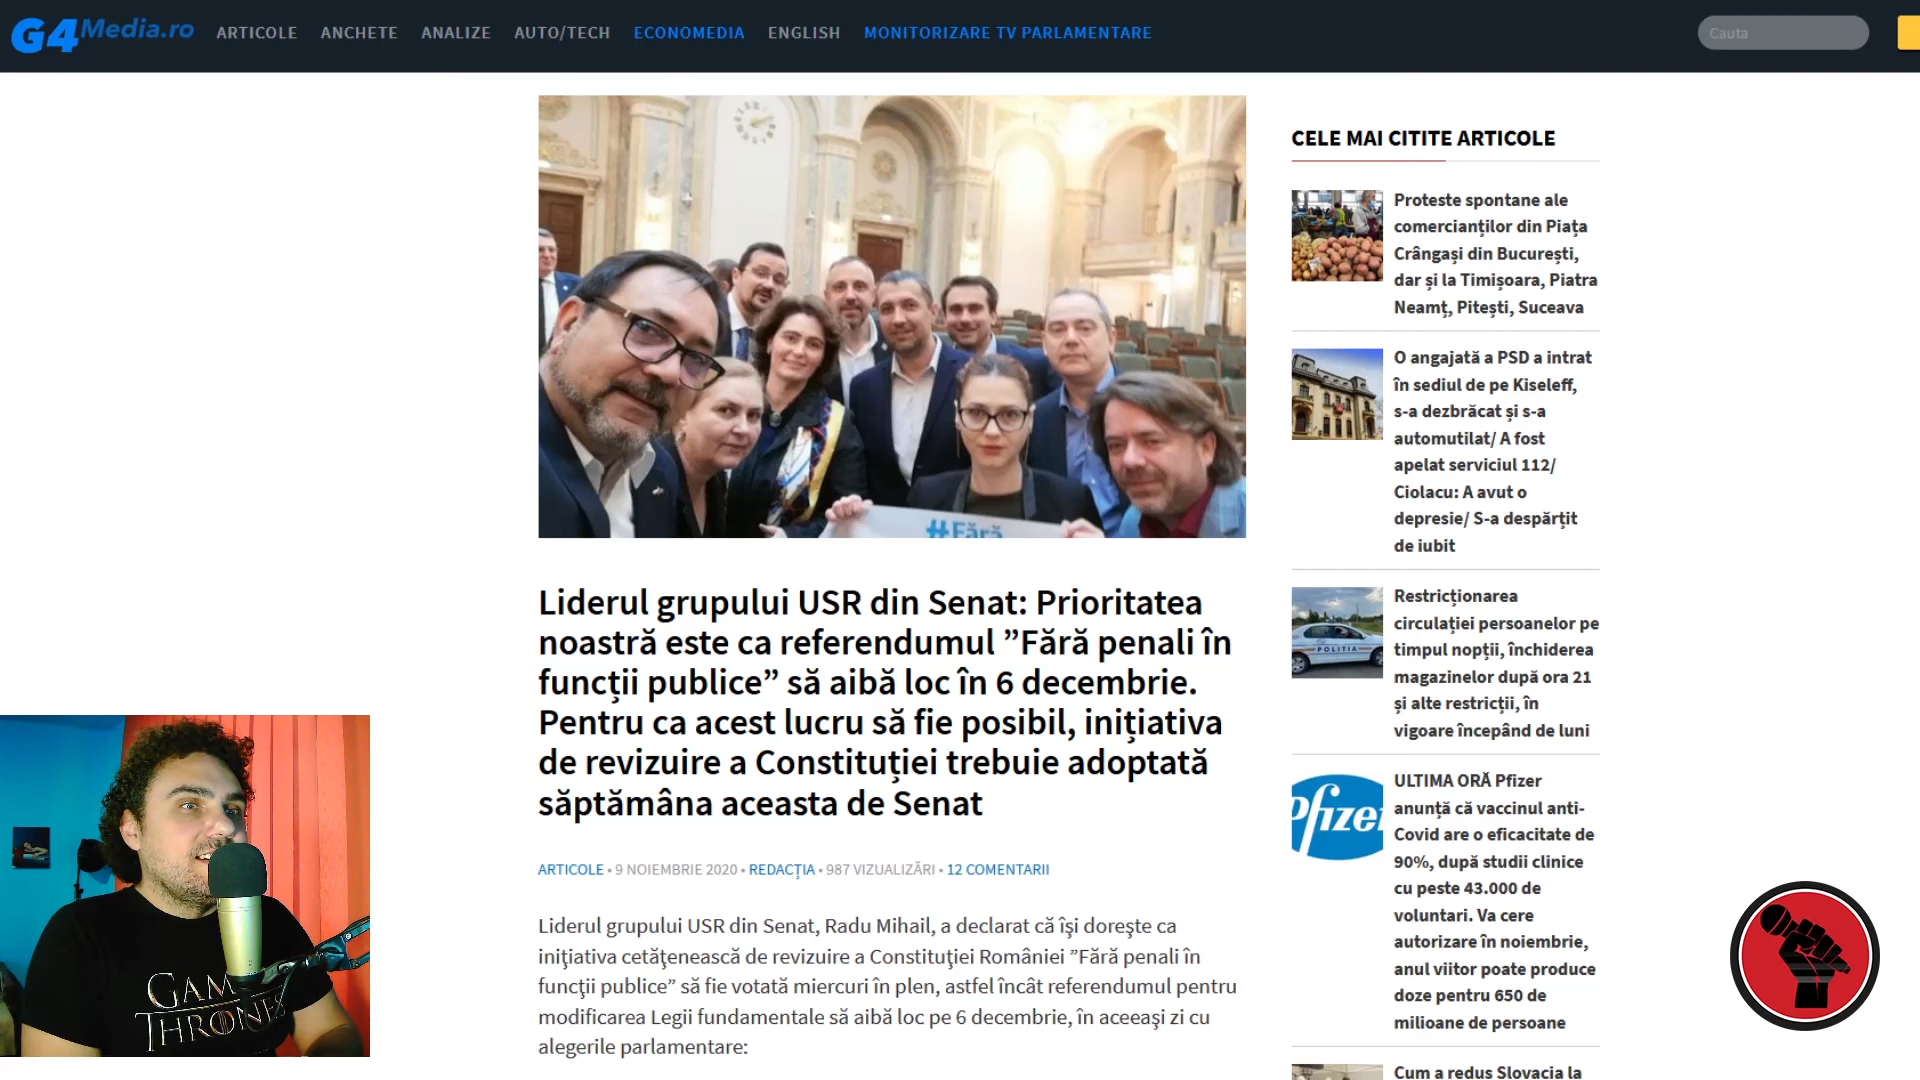 G4Media.ro ARTICOLE ANCHETE ANALIZE AUTO/TECH ECONOMEDIA ENGLISH MONITORIZARE TV PARLAMENTARE Cauta
#Fără
Liderul grupului USR din Senat: Prioritatea
noastră este ca referendumul ”Fără penali în
funcții publice” să aibă loc în 6 decembrie.
Pentru ca acest lucru să fie posibil, inițiativa
de revizuire a Constituției trebuie adoptată
săptămâna aceasta de Senat
ARTICOLE • 9 NOIEMBRIE 2020 • REDACȚIA • 987 VIZUALIZĂRI • 12 COMENTARII
Liderul grupului USR din Senat, Radu Mihail, a declarat că îşi doreşte ca
iniţiativa cetăţenească de revizuire a Constituţiei României ”Fără penali în
funcţii publice” să fie votată miercuri în plen, astfel încât referendumul pentru
modificarea Legii fundamentale să aibă loc pe 6 decembrie, în aceeaşi zi cu
alegerile parlamentare:
CELE MAI CITITE ARTICOLE
Proteste spontane ale
comercianților din Piața
Crângași din București,
dar și la Timișoara, Piatra
Neamț, Pitești, Suceava
O angajată a PSD a intrat
în sediul de pe Kiseleff,
s-a dezbrăcat și s-a
automutilat/ A fost
apelat serviciul 112/
Ciolacu: A avut o
depresie/ S-a despărțit
de iubit
POLITIA
Restricționarea
circulației persoanelor pe
timpul nopții, închiderea
magazinelor după ora 21
și alte restricții, în
vigoare începând de luni
Pfizer
ULTIMA ORĂ Pfizer
anunță că vaccinul anti-
Covid are o eficacitate de
90%, după studii clinice
cu peste 43.000 de
voluntari. Va cere
autorizare în noiembrie,
anul viitor poate produce
doze pentru 650 de
milioane de persoane
Cum a redus Slovacia la
GAME
THRONES